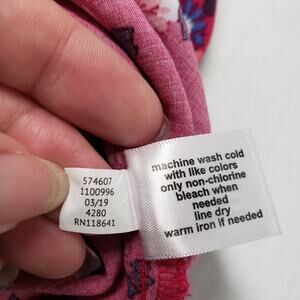 574607
1100996
03/19
4280
RN118641
machine wash cold
with like colors
only non-chlorine
bleach when
needed
line dry
warm iron if needed